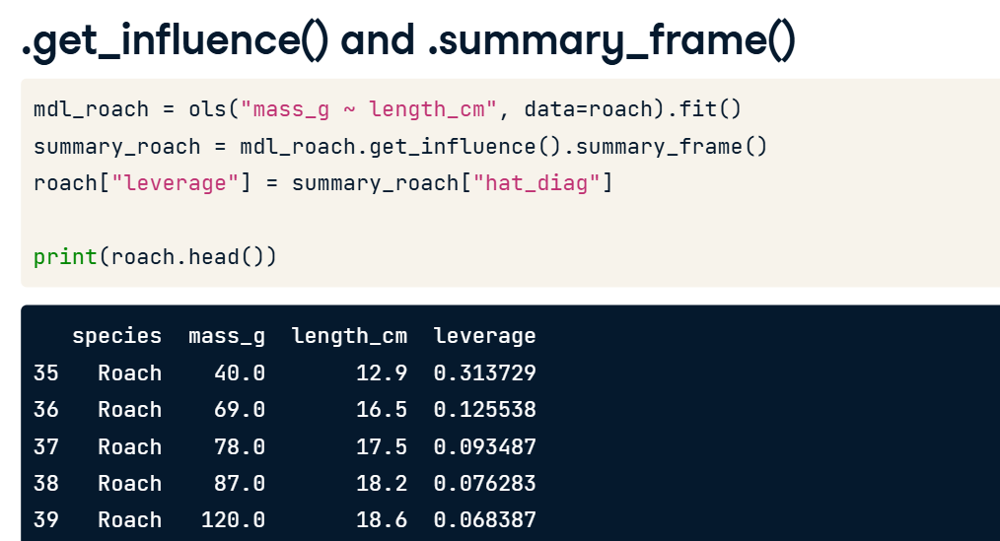 .get_influence() and .summary_frame()
mdl_roach = ols("mass_g ~ length_cm", data=roach).fit()
summary_roach = mdl_roach.get_influence().summary_frame()
roach["leverage"] = summary_roach["hat_diag"]
print(roach.head())
species mass_g length_cm leverage
35 Roach 40.0 12.9 0.313729
36 Roach 69.0 16.5 0.125538
37 Roach 78.0 17.5 0.093487
38 Roach 87.0 18.2 0.076283
39 Roach 120.0 18.6 0.068387